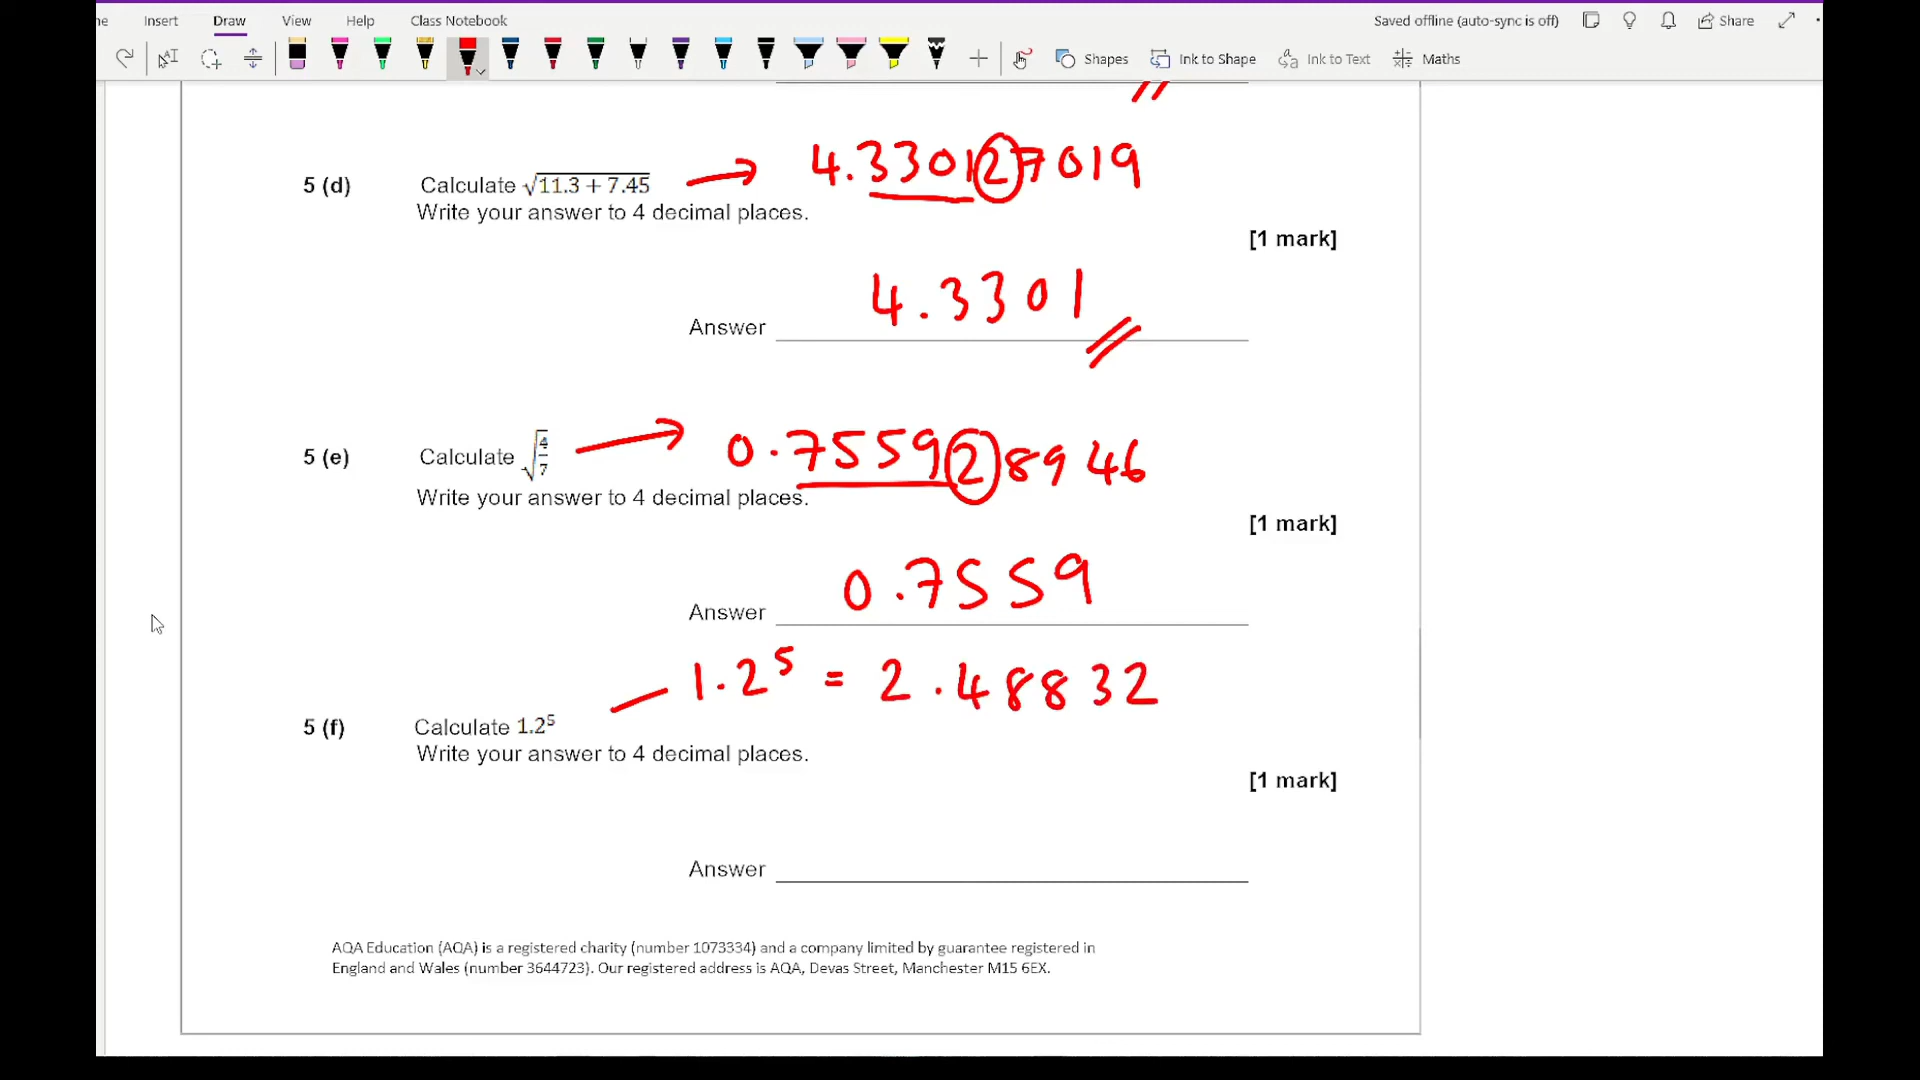 Insert Draw View Help Class Notebook Saved offline (auto-sync is off) Share
Shapes Ink to Shape Ink to Text Maths
4.330127019
5 (d) Calculate √11.3 + 7.45
Write your answer to 4 decimal places.
[1 mark]
4.3301
Answer
5 (e) Calculate √4/7 0.755928946
Write your answer to 4 decimal places.
[1 mark]
0.7559
Answer
1.2⁵ = 2.48832
5 (f) Calculate 1.2⁵
Write your answer to 4 decimal places.
[1 mark]
Answer
AQA Education (AQA) is a registered charity (number 1073334) and a company limited by guarantee registered in
England and Wales (number 3644723). Our registered address is AQA, Devas Street, Manchester M15 6EX.